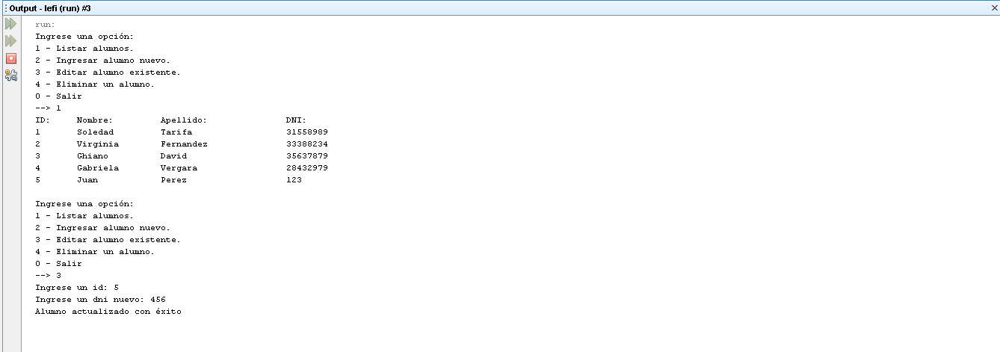 Output - lefi (run) #3
run:
Ingrese una opción:
1 - Listar alumnos.
2 - Ingresar alumno nuevo.
3 - Editar alumno existente.
4 - Eliminar un alumno.
0 - Salir
--> 1
ID: Nombre: Apellido: DNI:
1 Soledad Tarifa 31558989
2 Virginia Fernandez 33388234
3 Ghiano David 35637879
4 Gabriela Vergara 28432979
5 Juan Perez 123
Ingrese una opción:
1 - Listar alumnos.
2 - Ingresar alumno nuevo.
3 - Editar alumno existente.
4 - Eliminar un alumno.
0 - Salir
--> 3
Ingrese un id: 5
Ingrese un dni nuevo: 456
Alumno actualizado con éxito